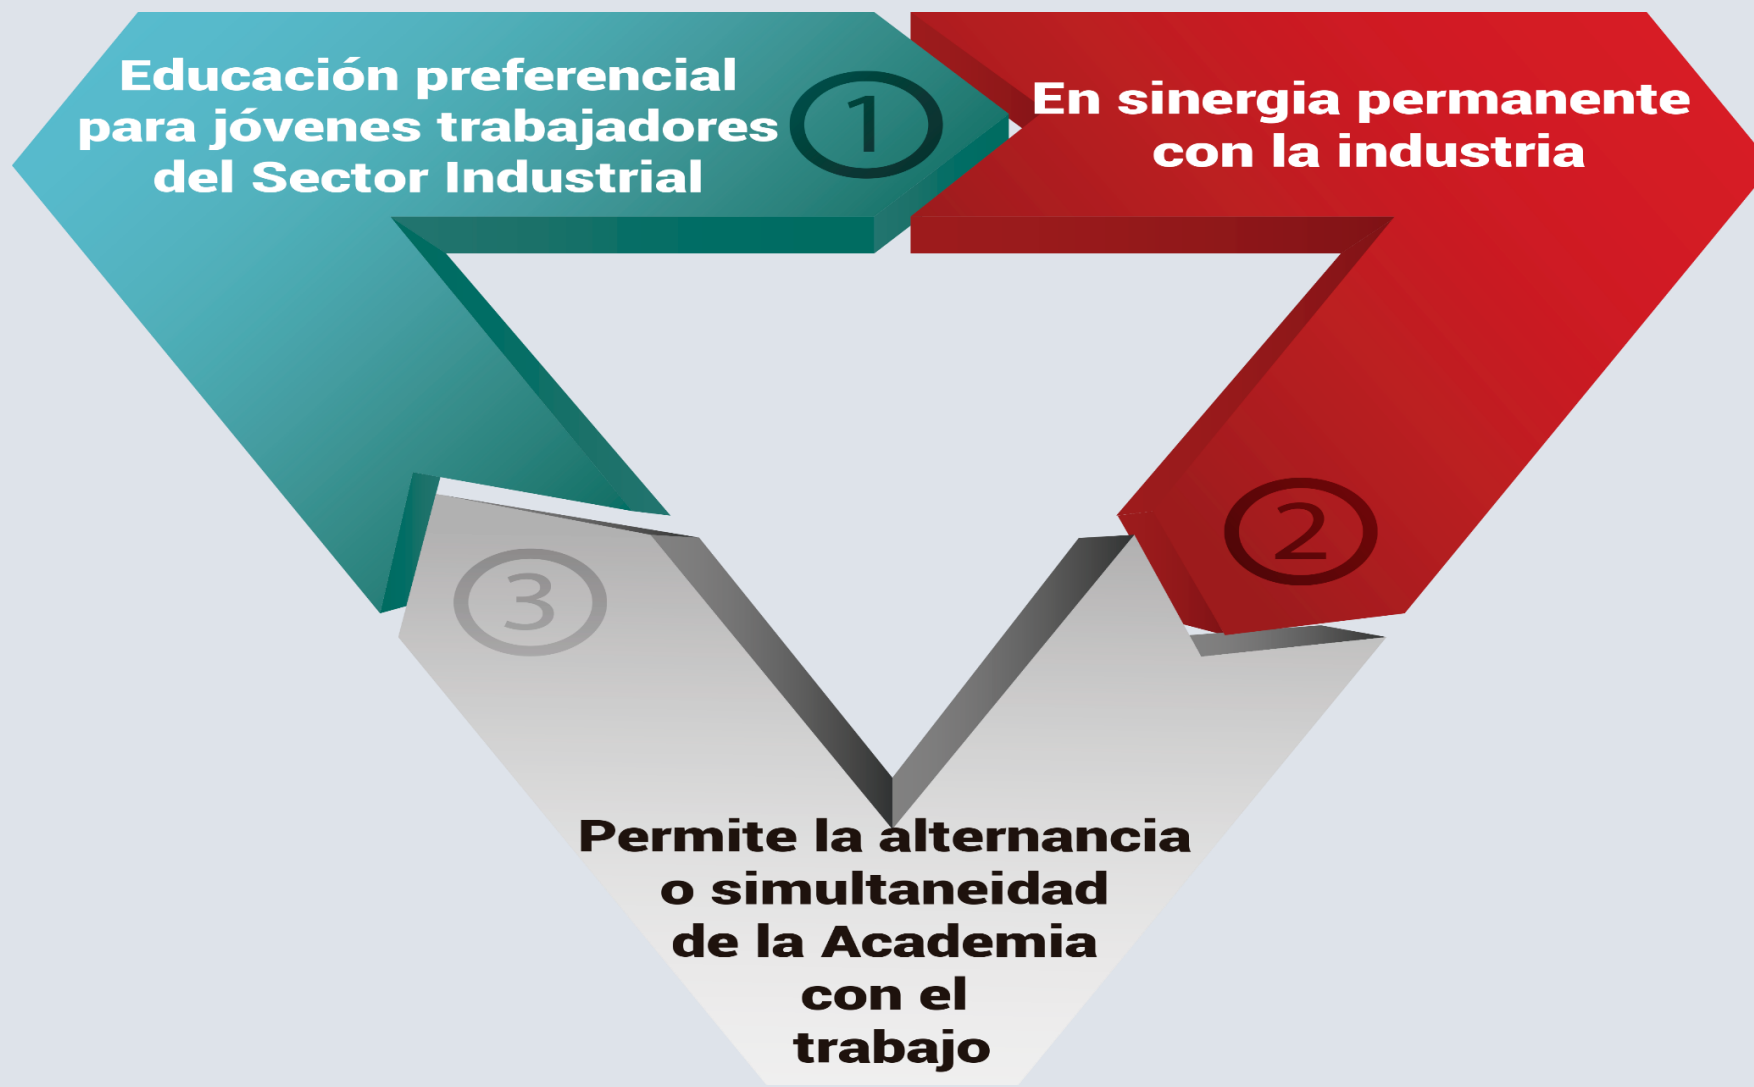 Educación preferencial
para jóvenes trabajadores
del Sector Industrial
1
En sinergia permanente
con la industria
2
3
Permite la alternancia
o simultaneidad
de la Academia
con el
trabajo